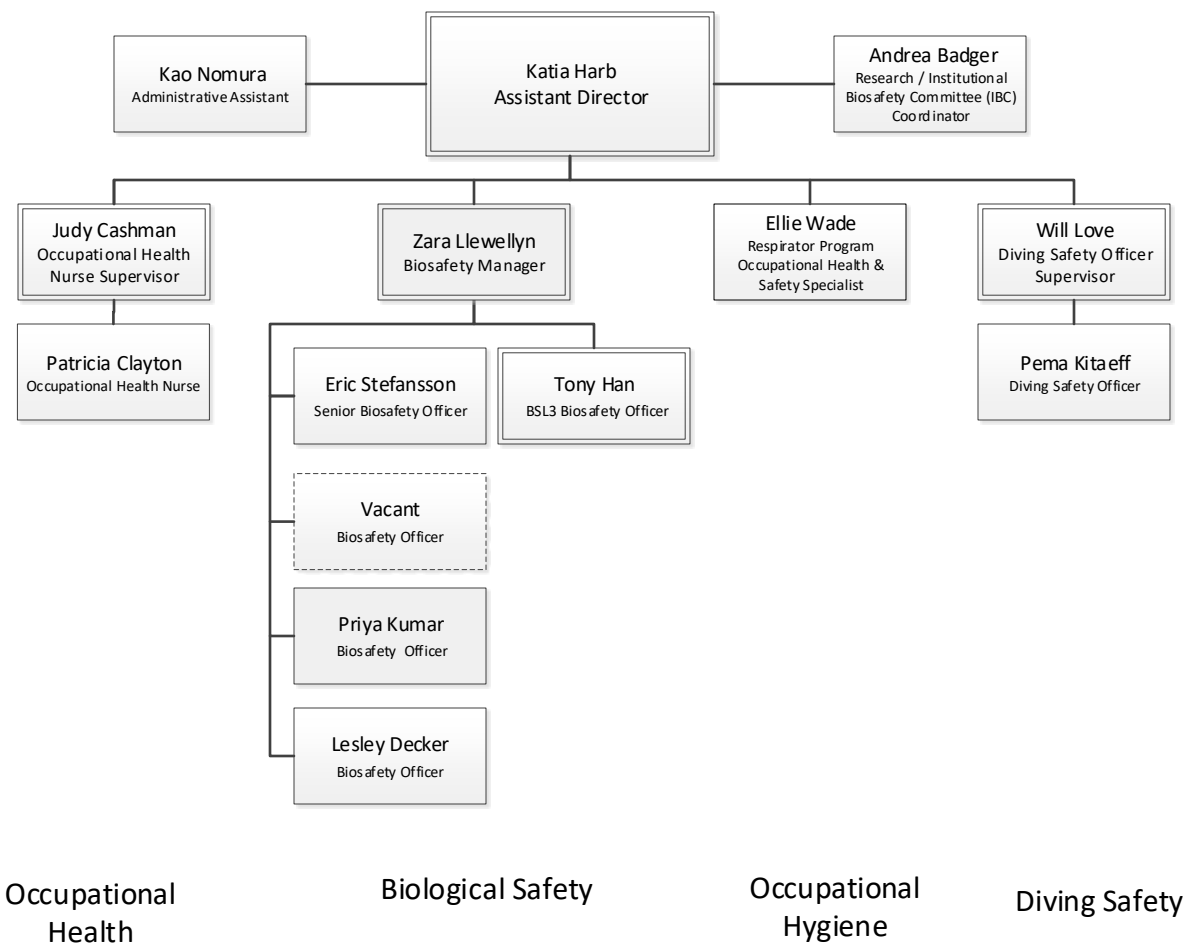 Kao Nomura
Administrative Assistant
Katia Harb
Assistant Director
Andrea Badger
Research / Institutional
Biosafety Committee (IBC)
Coordinator
Judy Cashman
Occupational Health
Nurse Supervisor
Zara Llewellyn
Biosafety Manager
Ellie Wade
Respirator Program
Occupational Health &
Safety Specialist
Will Love
Diving Safety Officer
Supervisor
Patricia Clayton
Occupational Health Nurse
Eric Stefansson
Senior Biosafety Officer
Tony Han
BSL3 Biosafety Officer
Pema Kitaeff
Diving Safety Officer
Vacant
Biosafety Officer
Priya Kumar
Biosafety Officer
Lesley Decker
Biosafety Officer
Occupational
Health
Biological Safety
Occupational
Hygiene
Diving Safety